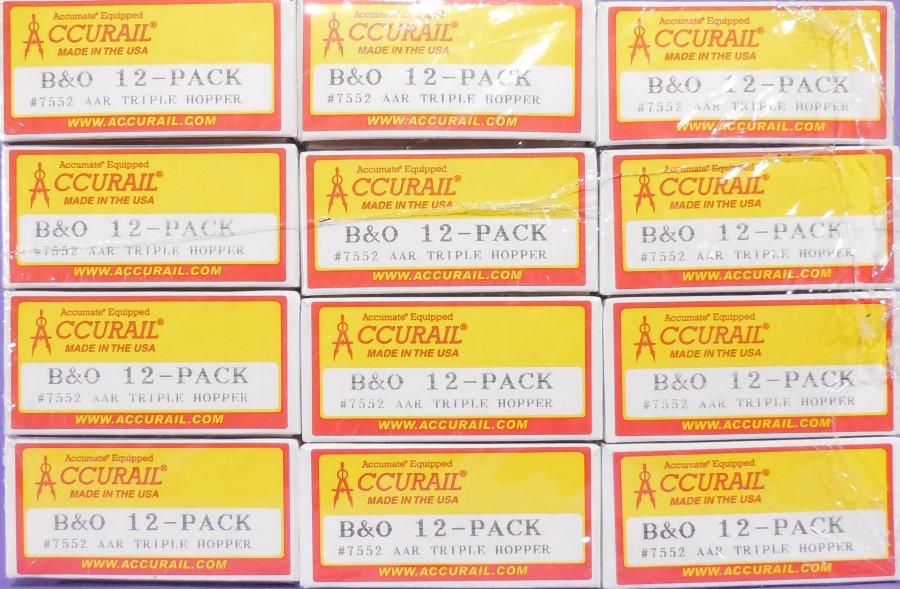 Accumate® Equipped
ACCURAIL®
MADE IN THE USA
B&O 12-PACK
#7552 AAR TRIPLE HOPPER
WWW.ACCURAIL.COM
Accumate® Equipped
ACCURAIL®
MADE IN THE USA
B&O 12-PACK
#7552 AAR TRIPLE HOPPER
WWW.ACCURAIL.COM
Accumate® Equipped
ACCURAIL
MADE IN THE USA
B&O 12-PACK
#7552 AAR TRIPLE HOPPER
WWW.ACCURAIL.COM
Accumate® Equipped
ACCURAIL®
MADE IN THE USA
B&O 12-PACK
#7552 AAR TRIPLE HOPPER
WWW.ACCURAIL.COM
Accumate® Equipped
ACCURAIL®
MADE IN THE USA
B&O 12-PACK
#7552 AAR TRIPLE HOPPER
WWW.ACCURAIL.COM
Accumate® Equipped
ACCURAIL®
MADE IN THE USA
B&O 12-PACK
#7552 AAR TRIPLE HOPPER
WWW.ACCURAIL.COM
Accumate® Equipped
ACCURAIL®
MADE IN THE USA
B&O 12-PACK
#7552 AAR TRIPLE HOPPER
WWW.ACCURAIL.COM
Accumate® Equipped
ACCURAIL®
MADE IN THE USA
B&O 12-PACK
#7552 AAR TRIPLE HOPPER
WWW.ACCURAIL.COM
Accumate® Equipped
ACCURAIL®
MADE IN THE USA
B&O 12-PACK
#7552 AAR TRIPLE HOPPER
WWW.ACCURAIL.COM
Accumate® Equipped
ACCURAIL®
MADE IN THE USA
B&O 12-PACK
#7552 AAR TRIPLE HOPPER
WWW.ACCURAIL.COM
Accumate® Equipped
ACCURAIL®
MADE IN THE USA
B&O 12-PACK
#7552 AAR TRIPLE HOPPER
WWW.ACCURAIL.COM
Accumate® Equipped
ACCURAIL®
MADE IN THE USA
B&O 12-PACK
#7552 AAR TRIPLE HOPPER
WWW.ACCURAIL.COM